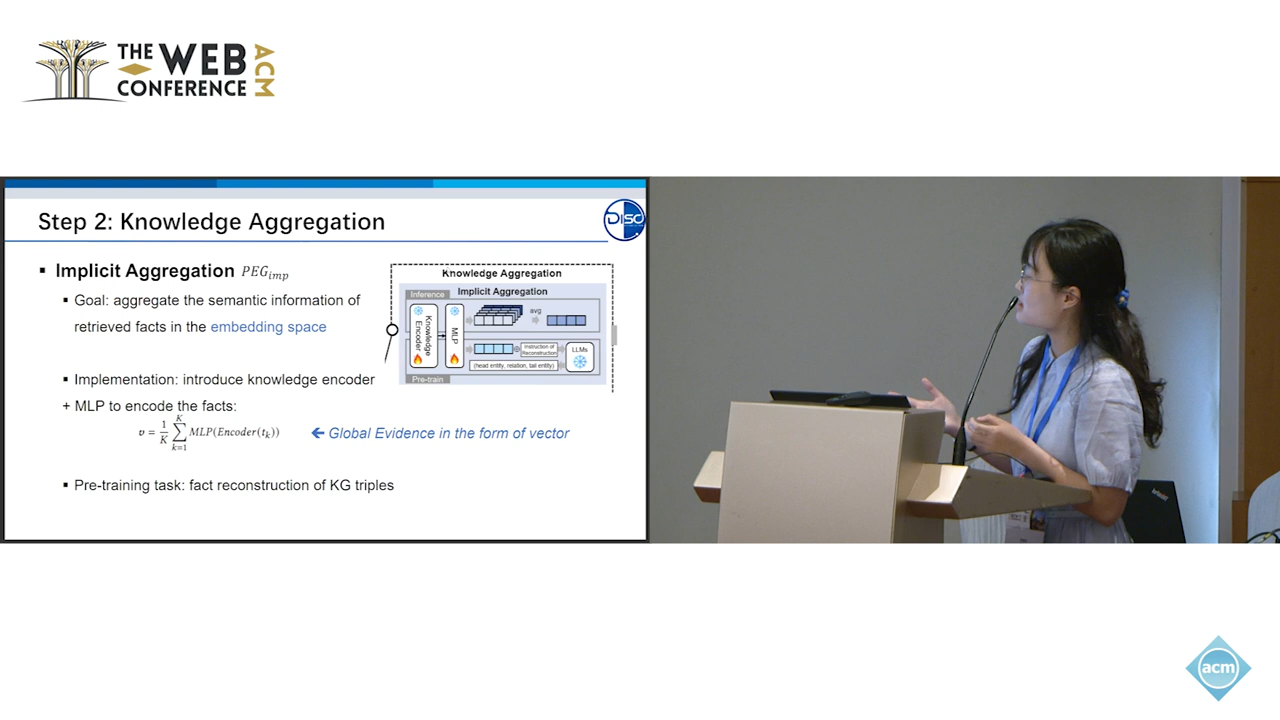 THE WEB
CONFERENCE
ACM
Step 2: Knowledge Aggregation
DISC
▪ Implicit Aggregation PEG_imp
▪ Goal: aggregate the semantic information of
retrieved facts in the embedding space
▪ Implementation: introduce knowledge encoder
+ MLP to encode the facts:
v = 1/K ∑_{k=1}^{K} MLP(Encoder(t_k))
← Global Evidence in the form of vector
▪ Pre-training task: fact reconstruction of KG triples
Knowledge Aggregation
Implicit Aggregation
Inference
Knowledge
Encoder
MLP
avg
Instruction of
Reconstruction
LLMs
(head entity, relation, tail entity)
Pre-train
acm